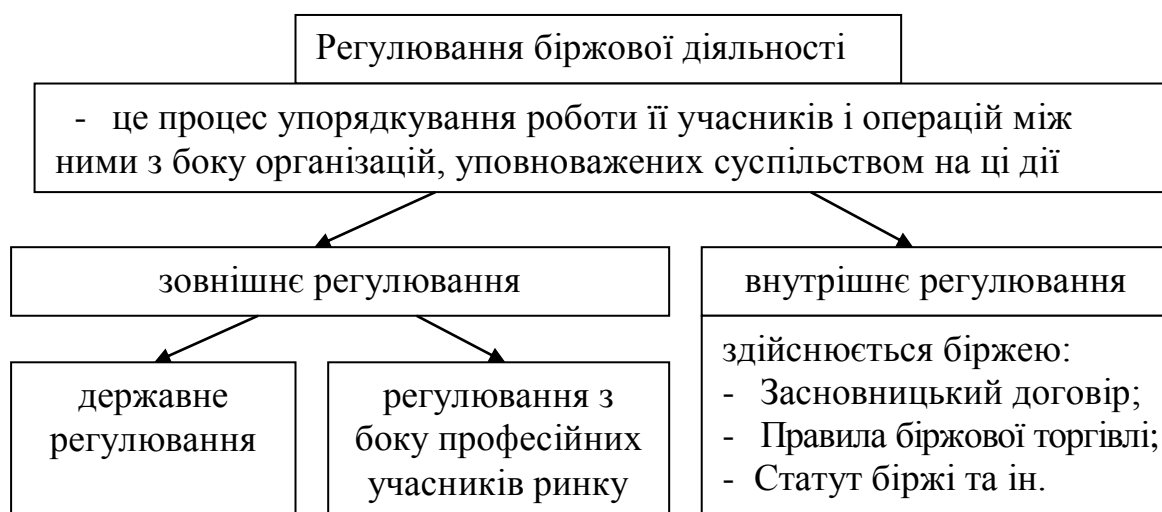 Регулювання біржової діяльності
- це процес упорядкування роботи її учасників і операцій між
ними з боку організацій, уповноважених суспільством на ці дії
зовнішнє регулювання
внутрішнє регулювання
державне
регулювання
регулювання з
боку професійних
учасників ринку
здійснюється біржею:
- Засновницький договір;
- Правила біржової торгівлі;
- Статут біржі та ін.